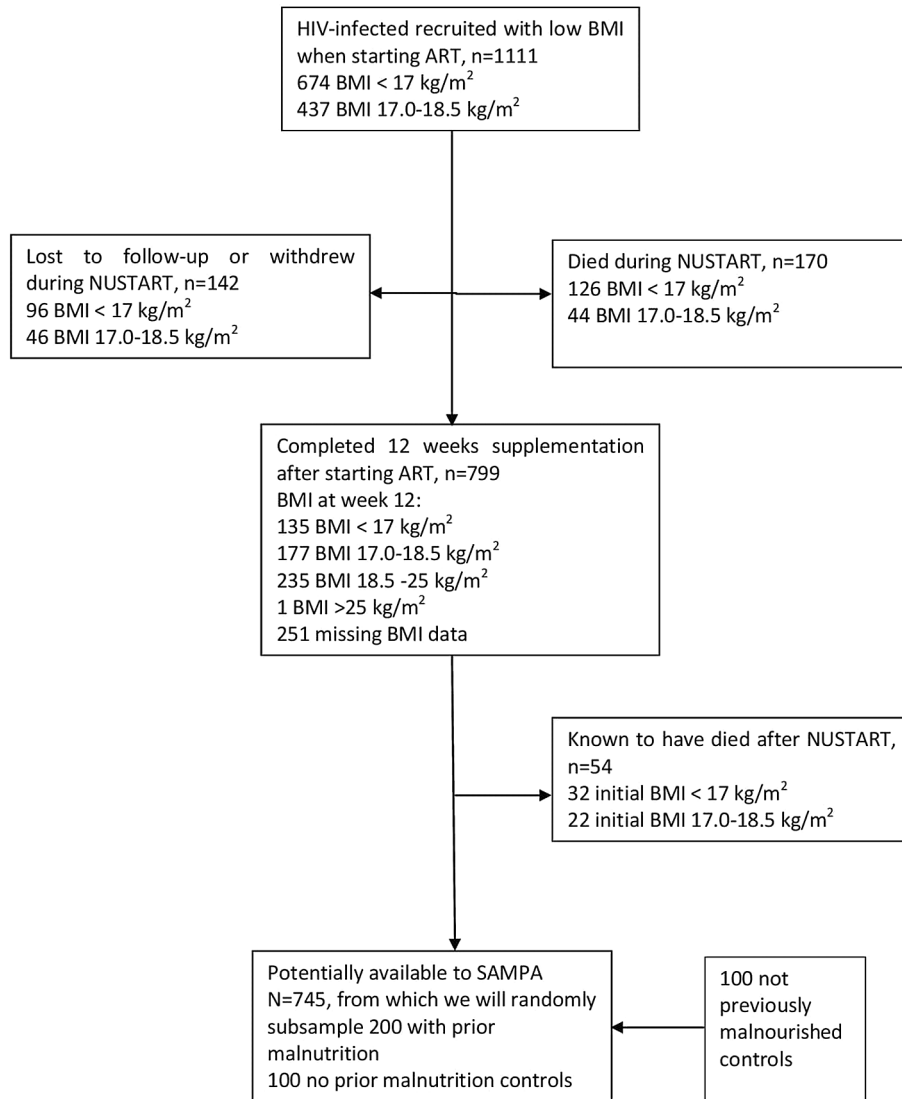 HIV-infected recruited with low BMI
when starting ART, n=1111
674 BMI < 17 kg/m²
437 BMI 17.0-18.5 kg/m²
Lost to follow-up or withdrew
during NUSTART, n=142
96 BMI < 17 kg/m²
46 BMI 17.0-18.5 kg/m²
Died during NUSTART, n=170
126 BMI < 17 kg/m²
44 BMI 17.0-18.5 kg/m²
Completed 12 weeks supplementation
after starting ART, n=799
BMI at week 12:
135 BMI < 17 kg/m²
177 BMI 17.0-18.5 kg/m²
235 BMI 18.5 -25 kg/m²
1 BMI >25 kg/m²
251 missing BMI data
Known to have died after NUSTART,
n=54
32 initial BMI < 17 kg/m²
22 initial BMI 17.0-18.5 kg/m²
Potentially available to SAMPA
N=745, from which we will randomly
subsample 200 with prior
malnutrition
100 no prior malnutrition controls
100 not
previously
malnourished
controls